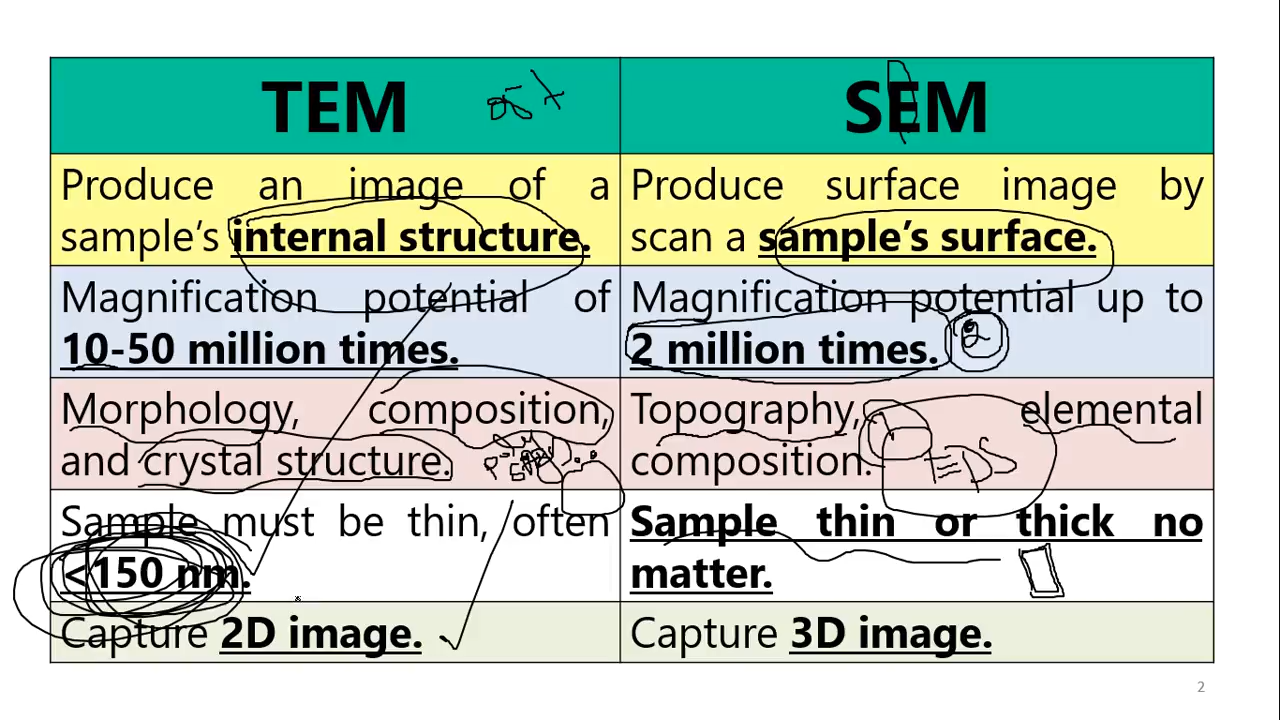 TEM
SEM
Produce an image of a
sample's internal structure.
Produce surface image by
scan a sample's surface.
Magnification potential of
10-50 million times.
Magnification potential up to
2 million times.
Morphology, composition,
and crystal structure.
Topography, elemental
composition.
Sample must be thin, often
<150 nm.
Sample thin or thick no
matter.
Capture 2D image.
Capture 3D image.
2